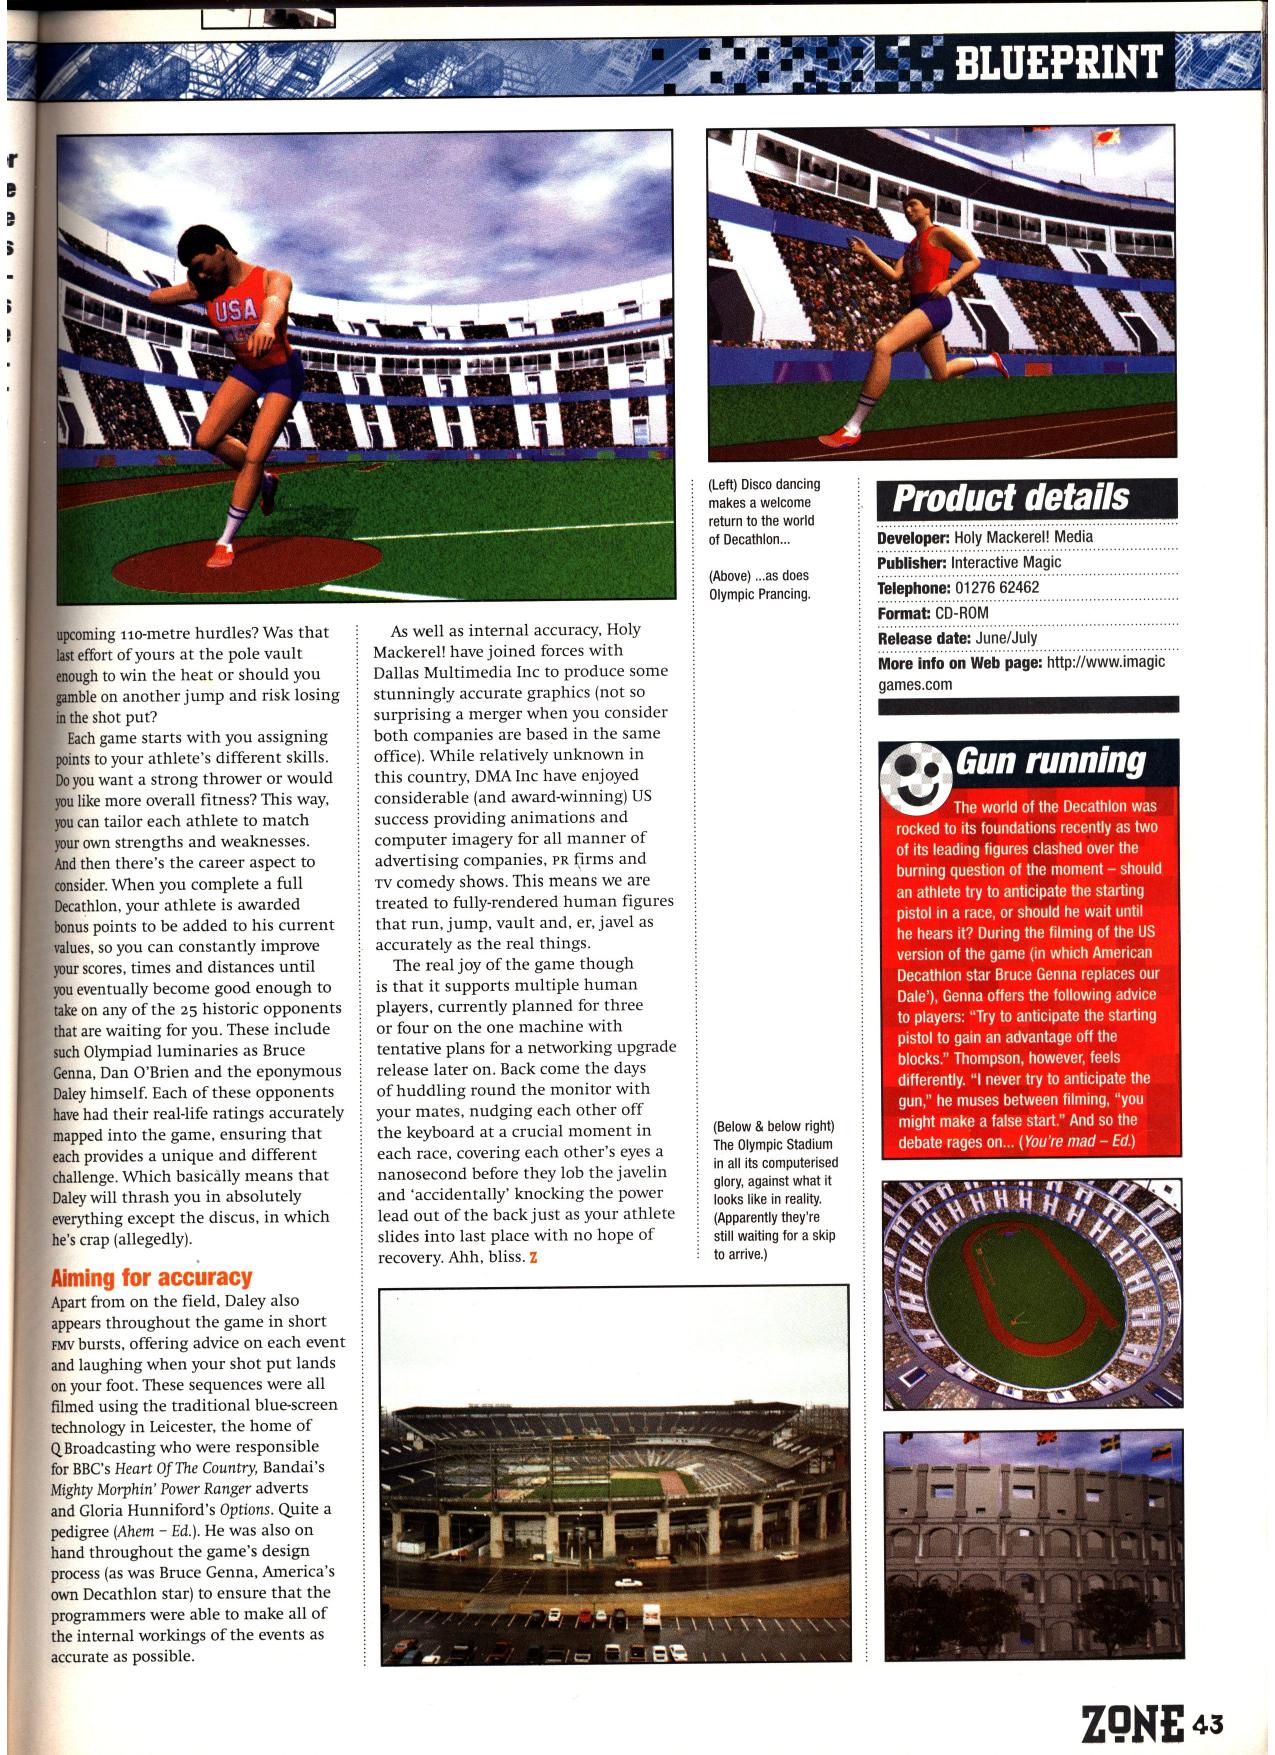 BLUEPRINT
USA
upcoming 110-metre hurdles? Was that
last effort of yours at the pole vault
enough to win the heat or should you
gamble on another jump and risk losing
in the shot put?
Each game starts with you assigning
points to your athlete's different skills.
Do you want a strong thrower or would
you like more overall fitness? This way,
you can tailor each athlete to match
your own strengths and weaknesses.
And then there's the career aspect to
consider. When you complete a full
Decathlon, your athlete is awarded
bonus points to be added to his current
values, so you can constantly improve
your scores, times and distances until
you eventually become good enough to
take on any of the 25 historic opponents
that are waiting for you. These include
such Olympiad luminaries as Bruce
Genna, Dan O'Brien and the eponymous
Daley himself. Each of these opponents
have had their real-life ratings accurately
mapped into the game, ensuring that
each provides a unique and different
challenge. Which basically means that
Daley will thrash you in absolutely
everything except the discus, in which
he's crap (allegedly).
Aiming for accuracy
Apart from on the field, Daley also
appears throughout the game in short
FMV bursts, offering advice on each event
and laughing when your shot put lands
on your foot. These sequences were all
filmed using the traditional blue-screen
technology in Leicester, the home of
Q Broadcasting who were responsible
for BBC's Heart Of The Country, Bandai's
Mighty Morphin' Power Ranger adverts
and Gloria Hunniford's Options. Quite a
pedigree (Ahem – Ed.). He was also on
hand throughout the game's design
process (as was Bruce Genna, America's
own Decathlon star) to ensure that the
programmers were able to make all of
the internal workings of the events as
accurate as possible.
As well as internal accuracy, Holy
Mackerel! have joined forces with
Dallas Multimedia Inc to produce some
stunningly accurate graphics (not so
surprising a merger when you consider
both companies are based in the same
office). While relatively unknown in
this country, DMA Inc have enjoyed
considerable (and award-winning) US
success providing animations and
computer imagery for all manner of
advertising companies, PR firms and
TV comedy shows. This means we are
treated to fully-rendered human figures
that run, jump, vault and, er, javel as
accurately as the real things.
The real joy of the game though
is that it supports multiple human
players, currently planned for three
or four on the one machine with
tentative plans for a networking upgrade
release later on. Back come the days
of huddling round the monitor with
your mates, nudging each other off
the keyboard at a crucial moment in
each race, covering each other's eyes a
nanosecond before they lob the javelin
and 'accidentally' knocking the power
lead out of the back just as your athlete
slides into last place with no hope of
recovery. Ahh, bliss. Z
(Left) Disco dancing
makes a welcome
return to the world
of Decathlon...
(Above) ...as does
Olympic Prancing.
(Below & below right)
The Olympic Stadium
in all its computerised
glory, against what it
looks like in reality.
(Apparently they're
still waiting for a skip
to arrive.)
Product details
Developer: Holy Mackerel! Media
Publisher: Interactive Magic
Telephone: 01276 62462
Format: CD-ROM
Release date: June/July
More info on Web page: http://www.imagic
games.com
Gun running
The world of the Decathlon was
rocked to its foundations recently as two
of its leading figures clashed over the
burning question of the moment – should
an athlete try to anticipate the starting
pistol in a race, or should he wait until
he hears it? During the filming of the US
version of the game (in which American
Decathlon star Bruce Genna replaces our
Dale'), Genna offers the following advice
to players: "Try to anticipate the starting
pistol to gain an advantage off the
blocks." Thompson, however, feels
differently. "I never try to anticipate the
gun," he muses between filming, "you
might make a false start." And so the
debate rages on... (You're mad – Ed.)
ZONE 43